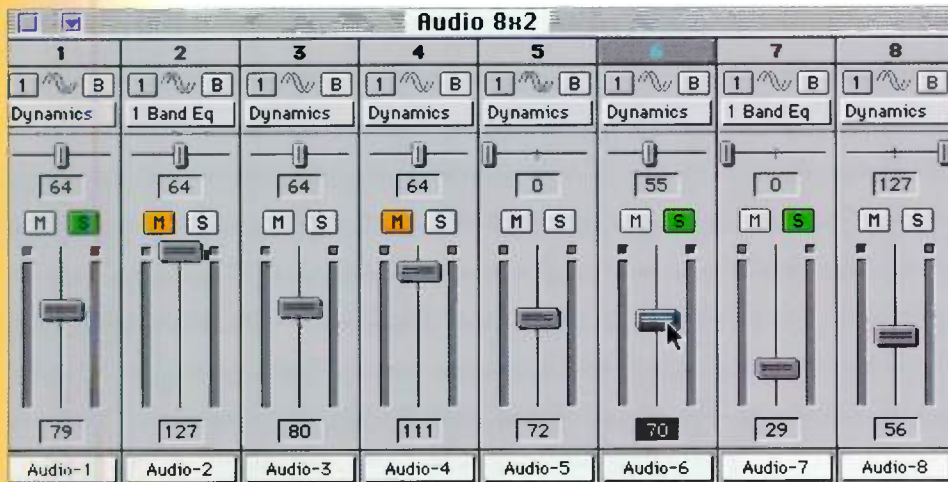 Audio 8x2
1 2 3 4 5 6 7 8
1 B 1 B 1 B 1 B 1 B 1 B 1 B 1 B
Dynamics 1 Band Eq Dynamics Dynamics Dynamics Dynamics 1 Band Eq Dynamics
64 64 64 64 0 55 0 127
M S M S M S M S M S M S M S M S
79 127 80 111 72 70 29 56
Audio-1 Audio-2 Audio-3 Audio-4 Audio-5 Audio-6 Audio-7 Audio-8